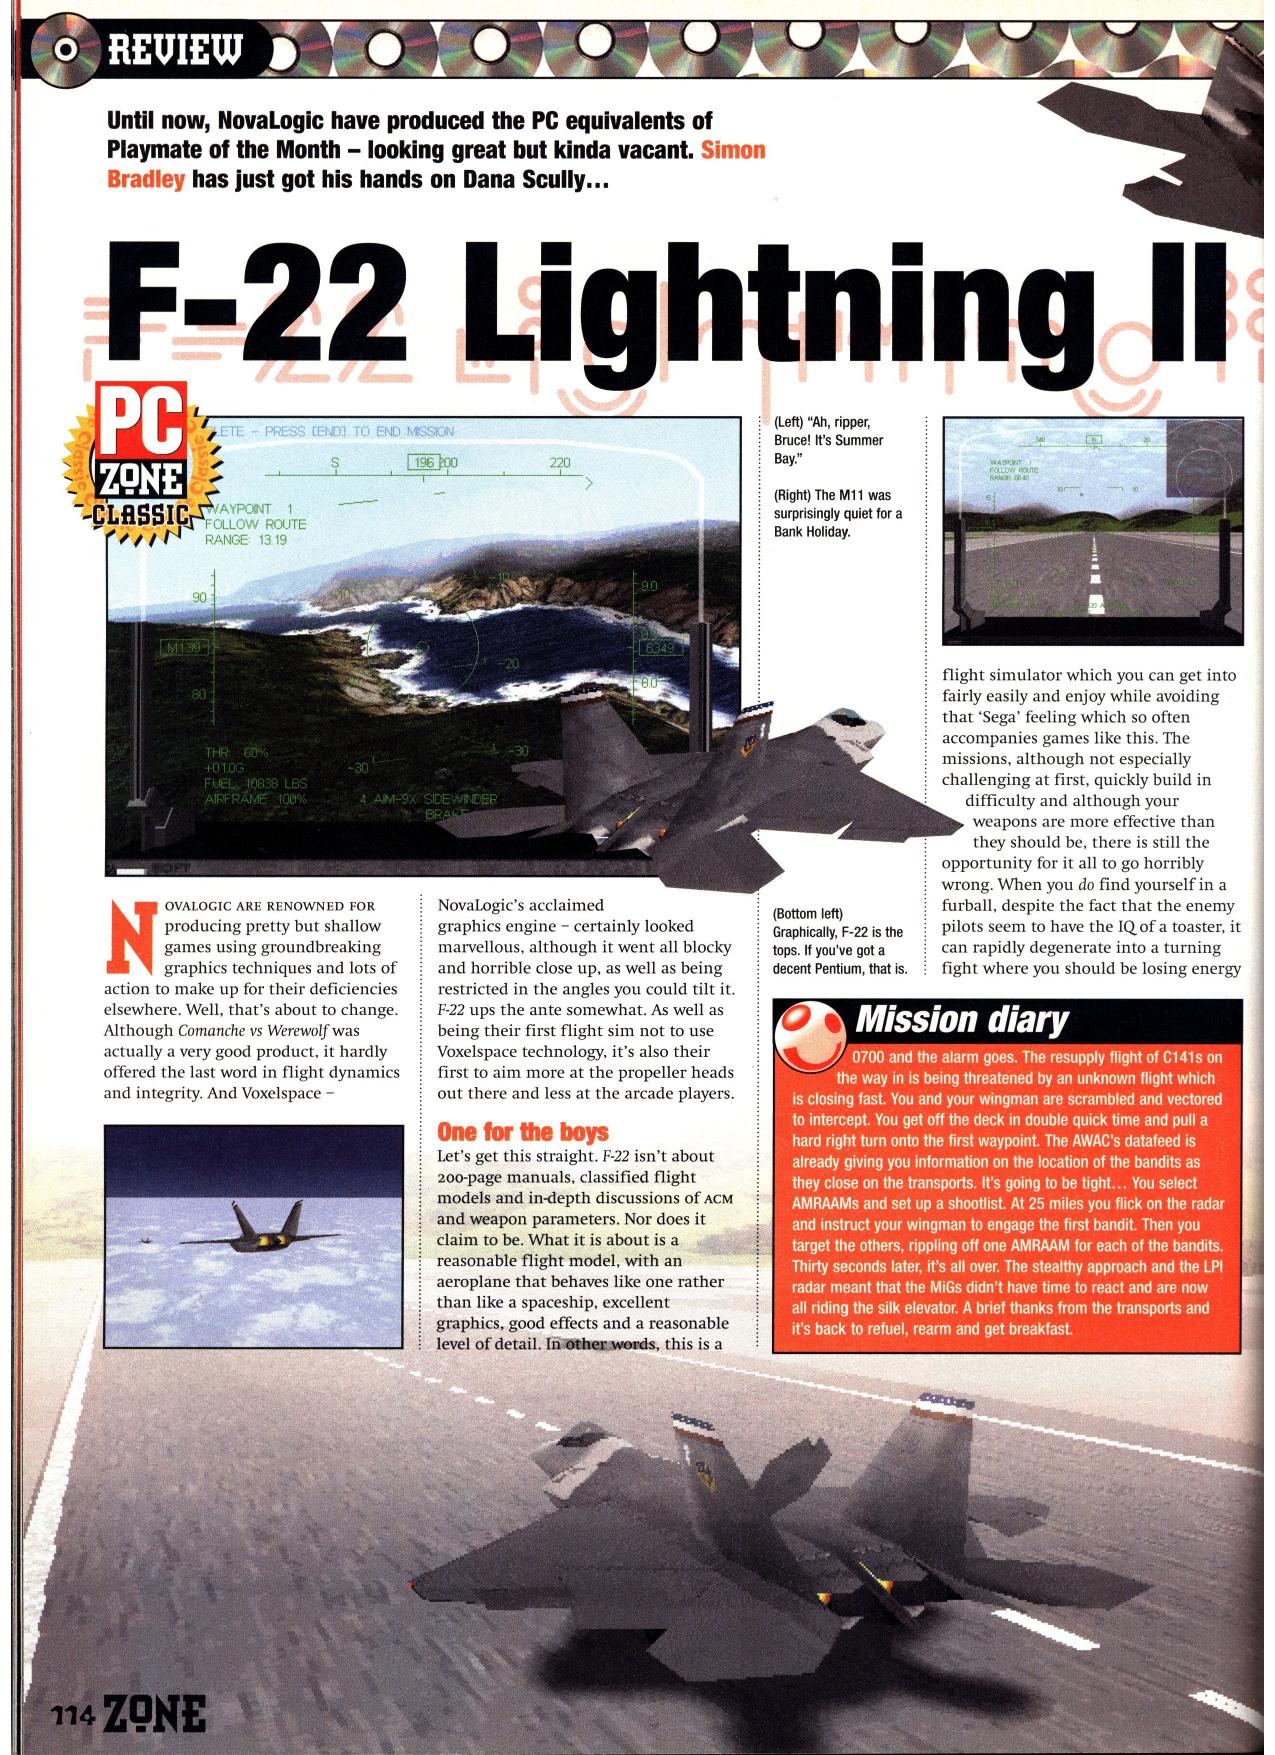 REVIEW
Until now, NovaLogic have produced the PC equivalents of
Playmate of the Month – looking great but kinda vacant. Simon
Bradley has just got his hands on Dana Scully...
F-22 Lightning II
PC
ZONE
CLASSIC
LETE - PRESS [END] TO END MISSION
S
196
200
220
WAYPOINT 1
FOLLOW ROUTE
RANGE: 13.19
90
80
M1.39
10
-10
-20
-30
-30
9.0
8349
8.0
THR 60%
+01.0G
FUEL 10838 LBS
AIRFRAME 100%
4 AIM-9X SIDEWINDER
BRAKE
(Left) “Ah, ripper,
Bruce! It’s Summer
Bay.”
(Right) The M11 was
surprisingly quiet for a
Bank Holiday.
340
20
WAYPOINT 1
FOLLOW ROUTE
10
10
NOVALOGIC ARE RENOWNED FOR
producing pretty but shallow
games using groundbreaking
graphics techniques and lots of
action to make up for their deficiencies
elsewhere. Well, that’s about to change.
Although Comanche vs Werewolf was
actually a very good product, it hardly
offered the last word in flight dynamics
and integrity. And Voxelspace –
NovaLogic’s acclaimed
graphics engine – certainly looked
marvellous, although it went all blocky
and horrible close up, as well as being
restricted in the angles you could tilt it.
F-22 ups the ante somewhat. As well as
being their first flight sim not to use
Voxelspace technology, it’s also their
first to aim more at the propeller heads
out there and less at the arcade players.
One for the boys
Let’s get this straight. F-22 isn’t about
200-page manuals, classified flight
models and in-depth discussions of ACM
and weapon parameters. Nor does it
claim to be. What it is about is a
reasonable flight model, with an
aeroplane that behaves like one rather
than like a spaceship, excellent
graphics, good effects and a reasonable
level of detail. In other words, this is a
flight simulator which you can get into
fairly easily and enjoy while avoiding
that ‘Sega’ feeling which so often
accompanies games like this. The
missions, although not especially
challenging at first, quickly build in
difficulty and although your
weapons are more effective than
they should be, there is still the
opportunity for it all to go horribly
wrong. When you do find yourself in a
furball, despite the fact that the enemy
pilots seem to have the IQ of a toaster, it
can rapidly degenerate into a turning
fight where you should be losing energy
(Bottom left)
Graphically, F-22 is the
tops. If you’ve got a
decent Pentium, that is.
Mission diary
0700 and the alarm goes. The resupply flight of C141s on
the way in is being threatened by an unknown flight which
is closing fast. You and your wingman are scrambled and vectored
to intercept. You get off the deck in double quick time and pull a
hard right turn onto the first waypoint. The AWAC’s datafeed is
already giving you information on the location of the bandits as
they close on the transports. It’s going to be tight... You select
AMRAAMs and set up a shootlist. At 25 miles you flick on the radar
and instruct your wingman to engage the first bandit. Then you
target the others, rippling off one AMRAAM for each of the bandits.
Thirty seconds later, it’s all over. The stealthy approach and the LPI
radar meant that the MiGs didn’t have time to react and are now
all riding the silk elevator. A brief thanks from the transports and
it’s back to refuel, rearm and get breakfast.
114 ZONE